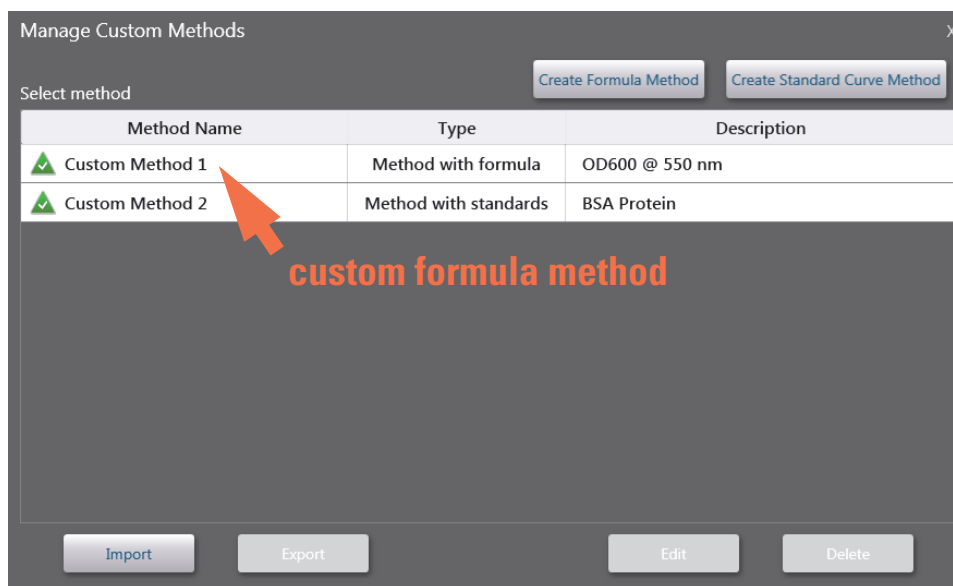 Manage Custom Methods X
Create Formula Method Create Standard Curve Method
Select method
Method Name Type Description
Custom Method 1 Method with formula OD600 @ 550 nm
Custom Method 2 Method with standards BSA Protein
custom formula method
Import Export Edit Delete